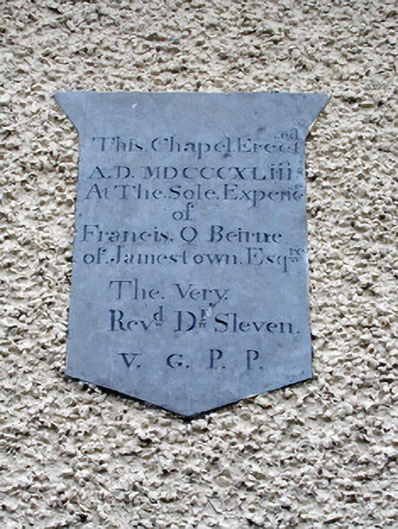 This Chapel Erected
A.D. MDCCCXLIII
At The Sole Expence
of
Francis. O Beirne
of Jamestown. Esqre
The. Very.
Revd Dr Sleven.
V. G. P. P.